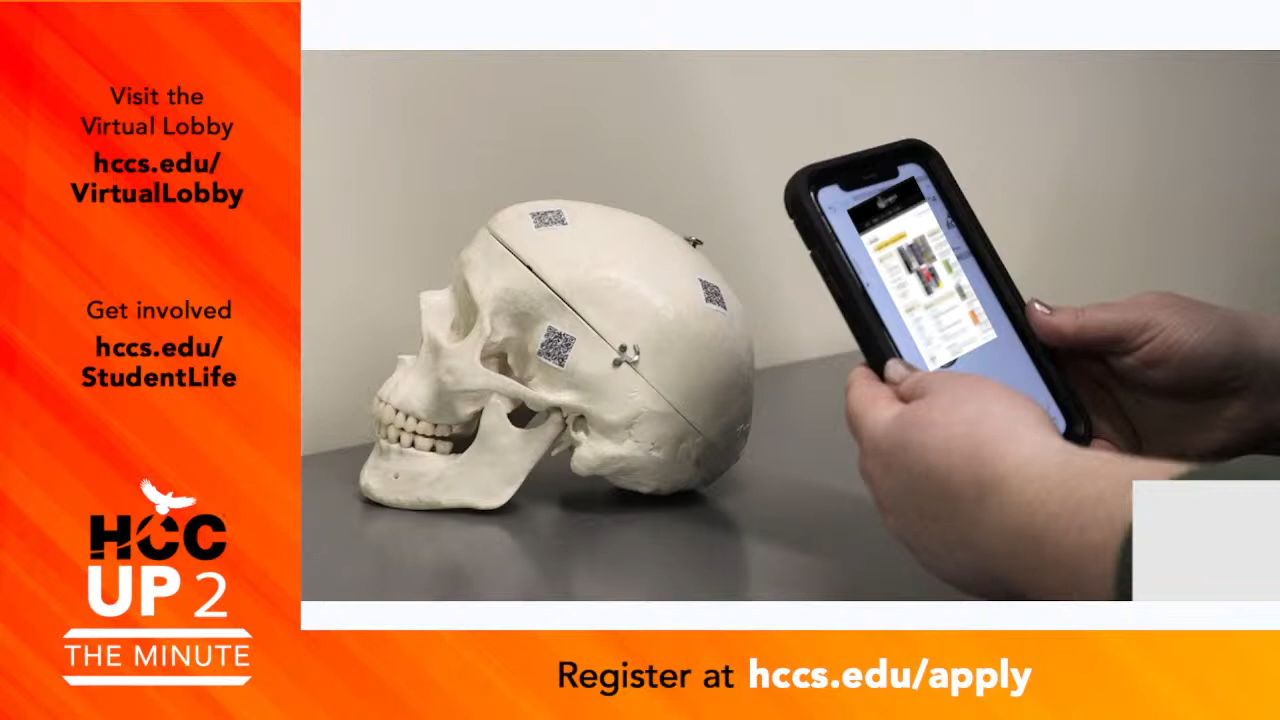 Visit the
Virtual Lobby
hccs.edu/
VirtualLobby
Get involved
hccs.edu/
StudentLife
HCC
UP 2
THE MINUTE
Register at hccs.edu/apply